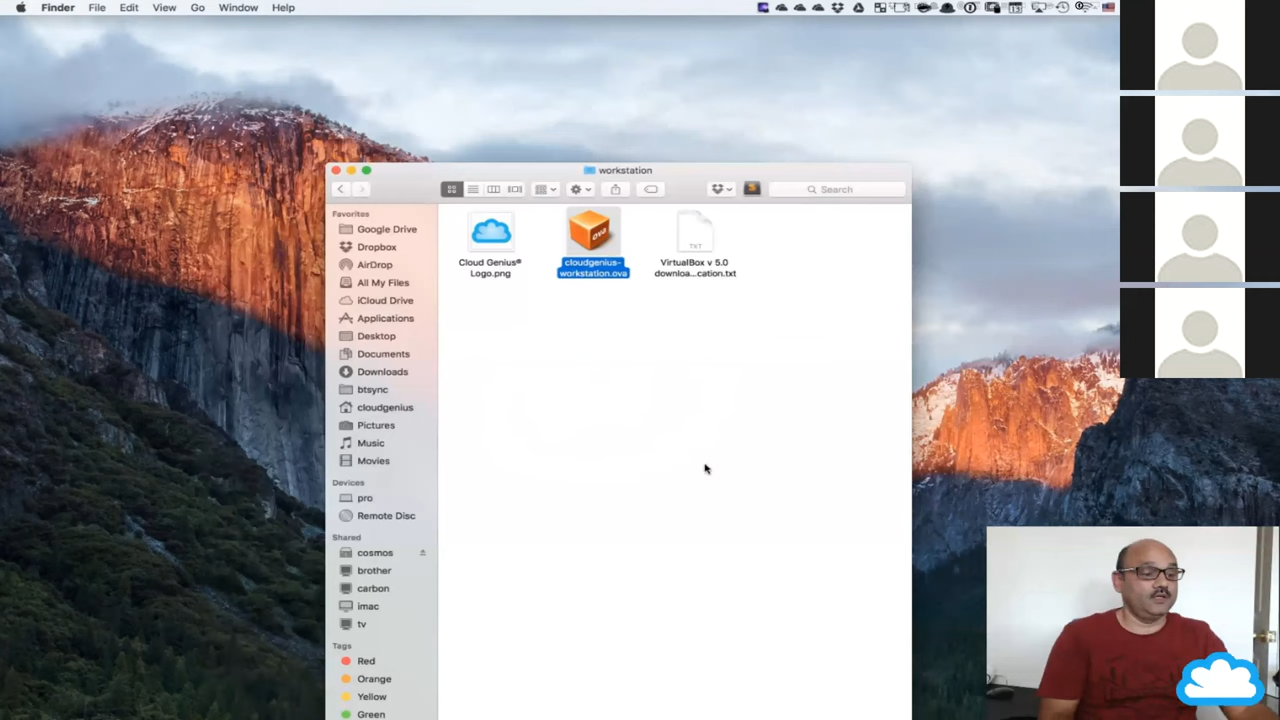 Finder File Edit View Go Window Help
workstation
Search
Favorites
Google Drive
Dropbox
AirDrop
All My Files
iCloud Drive
Applications
Desktop
Documents
Downloads
btsync
cloudgenius
Pictures
Music
Movies
Devices
pro
Remote Disc
Shared
cosmos
brother
carbon
imac
tv
Tags
Red
Orange
Yellow
Green
Cloud Genius®
Logo.png
ova
cloudgenius-
workstation.ova
TXT
VirtualBox v 5.0
downloa...cation.txt